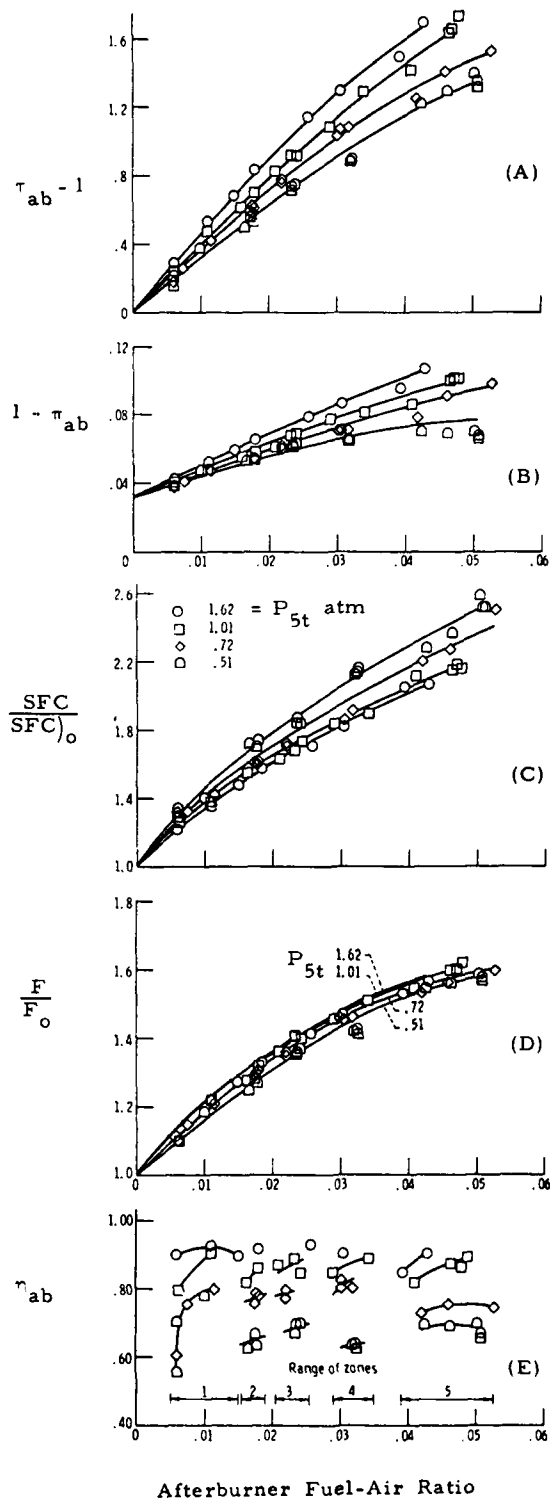 1.6
1.2
τab - 1
.8
(A)
.4
0
.12
1 - πab
.08
.04
(B)
0 .01 .02 .03 .04 .05 .06
2.6
○ 1.62 = P5t atm
□ 1.01
◇ .72
.51
2.2
SFC
SFC)o
1.8
(C)
1.4
1.0
1.8
P5t 1.62
1.01
1.6
F
Fo
.72
.51
1.4
(D)
1.2
1.0
0 .01 .02 .03 .04 .05 .06
1.00
ηab
.80
.60
(E)
Range of zones
1 2 3 4 5
.40
0 .01 .02 .03 .04 .05 .06
Afterburner Fuel-Air Ratio